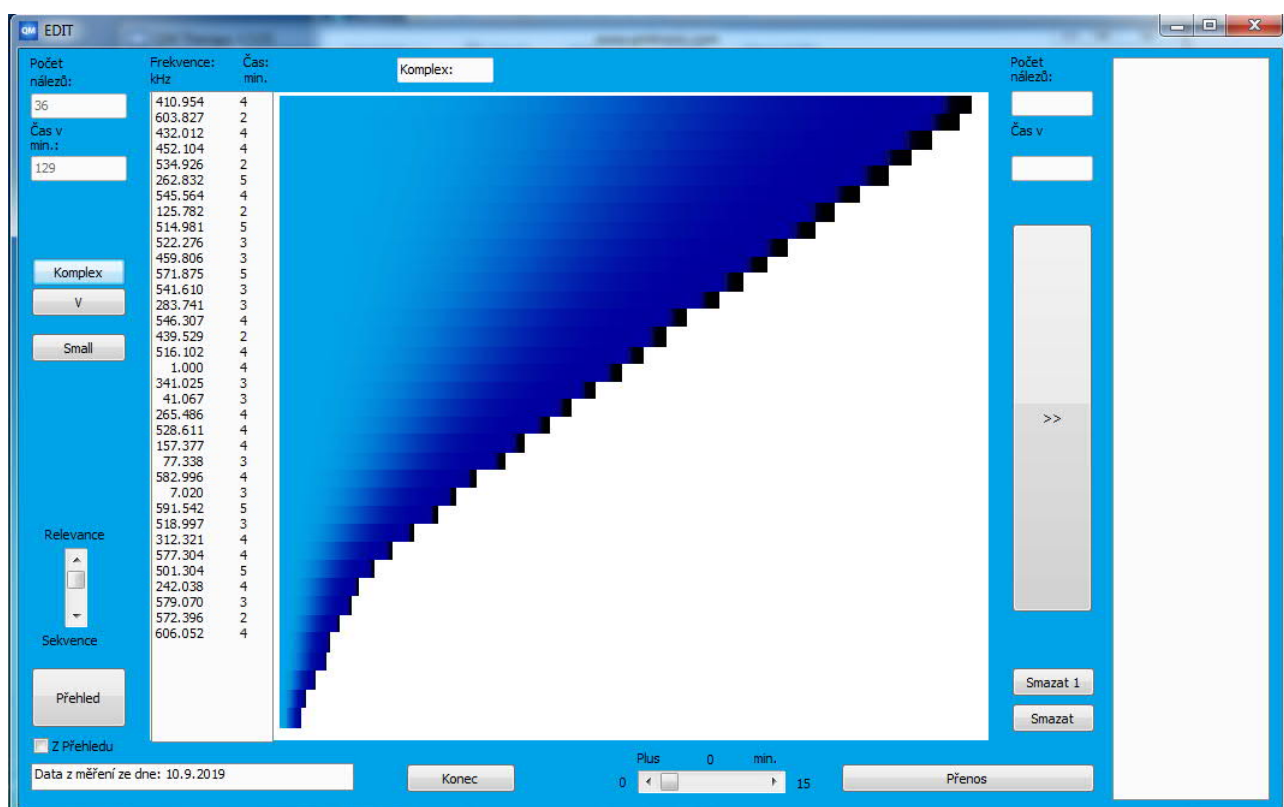 QM EDIT
Počet
nálezů:
36
Čas v
min.:
129
Komplex
V
Small
Relevance
Sekvence
Přehled
Z Přehledu
Data z měření ze dne: 10.9.2019
Frekvence: Čas:
kHz min.
410.954 4
603.827 2
432.012 4
452.104 4
534.926 2
262.832 5
545.564 4
125.782 2
514.981 5
522.276 3
459.806 3
571.875 5
541.610 3
283.741 3
546.307 4
439.529 2
516.102 4
1.000 4
341.025 3
41.067 3
265.486 4
528.611 4
157.377 4
77.338 3
582.996 4
7.020 3
591.542 5
518.997 3
312.321 4
577.304 4
501.304 5
242.038 4
579.070 3
572.396 2
606.052 4
Komplex:
Konec
Plus 0 min.
0 15
Počet
nálezů:
Čas v
>>
Smazat 1
Smazat
Přenos